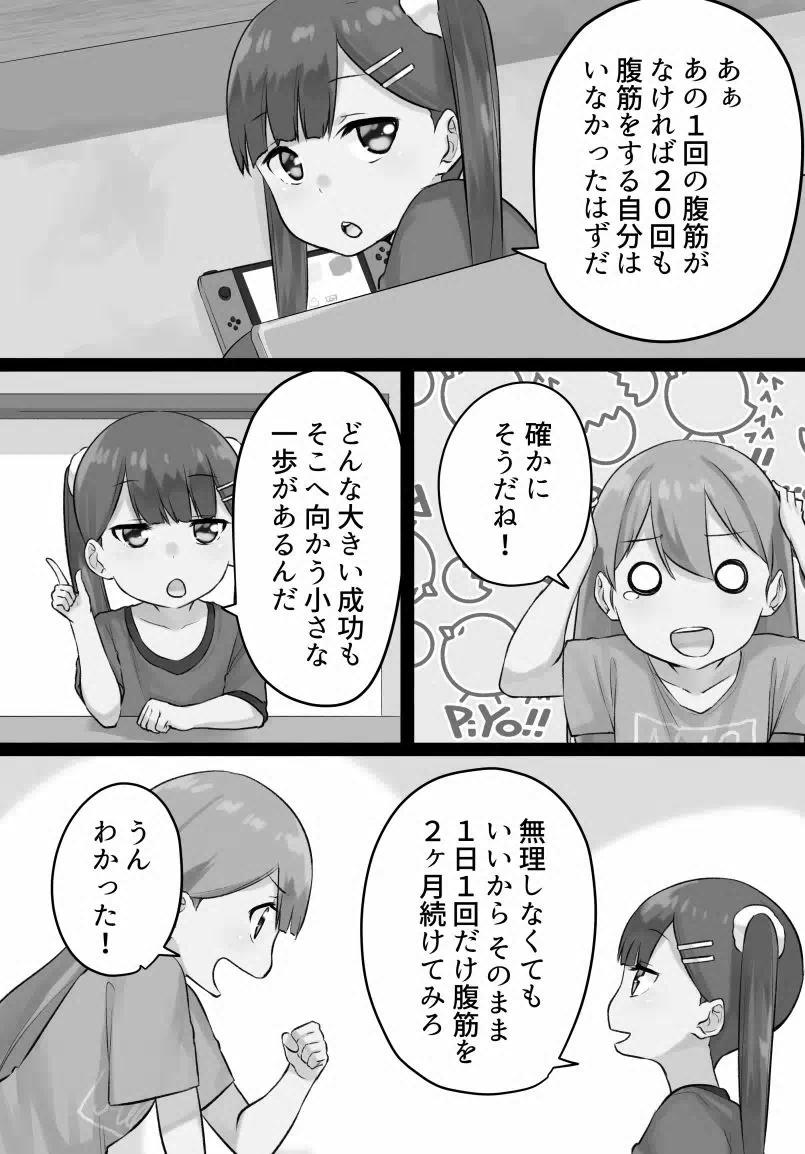 あぁ
あの１回の腹筋が
なければ２０回も
腹筋をする自分は
いなかったはずだ
確かに
そうだね！
PiYo!!
どんな大きい成功も
そこへ向かう小さな
一歩があるんだ
無理しなくても
いいから そのまま
１日１回だけ腹筋を
２ヶ月続けてみろ
うん
わかった！